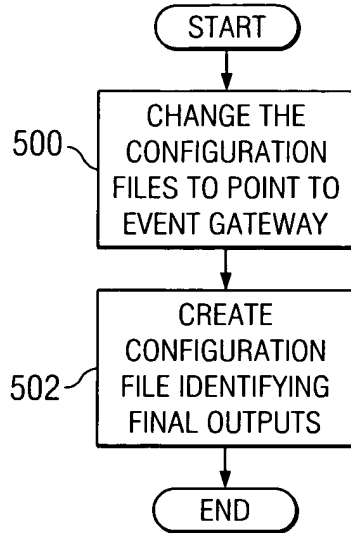 START
500
CHANGE THE
CONFIGURATION
FILES TO POINT TO
EVENT GATEWAY
502
CREATE
CONFIGURATION
FILE IDENTIFYING
FINAL OUTPUTS
END